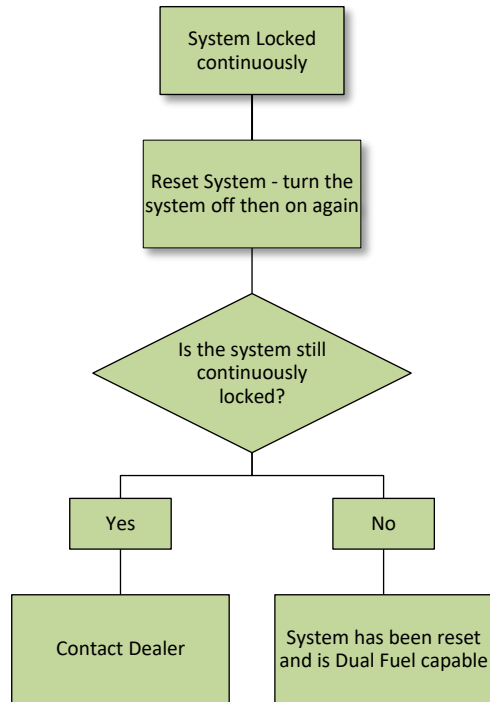 System Locked
continuously
Reset System - turn the
system off then on again
Is the system still
continuously
locked?
Yes
No
Contact Dealer
System has been reset
and is Dual Fuel capable